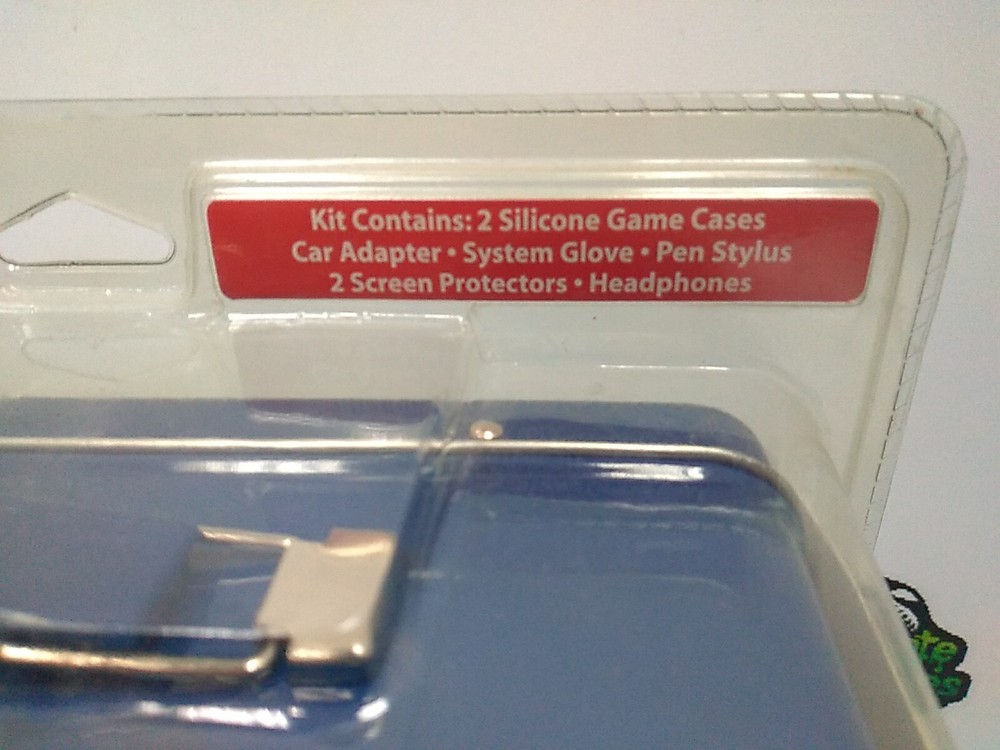 Kit Contains: 2 Silicone Game Cases
Car Adapter • System Glove • Pen Stylus
2 Screen Protectors • Headphones